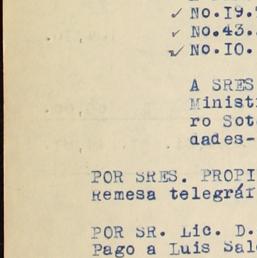 ✓ No.19.
✓ No.43.
✓ No.10.
A SRES
Minist
ro Sot
dades-
POR SRES. PROPI
Remesa telegrá
POR SR. Lic. D.
Pago a Luis Sal